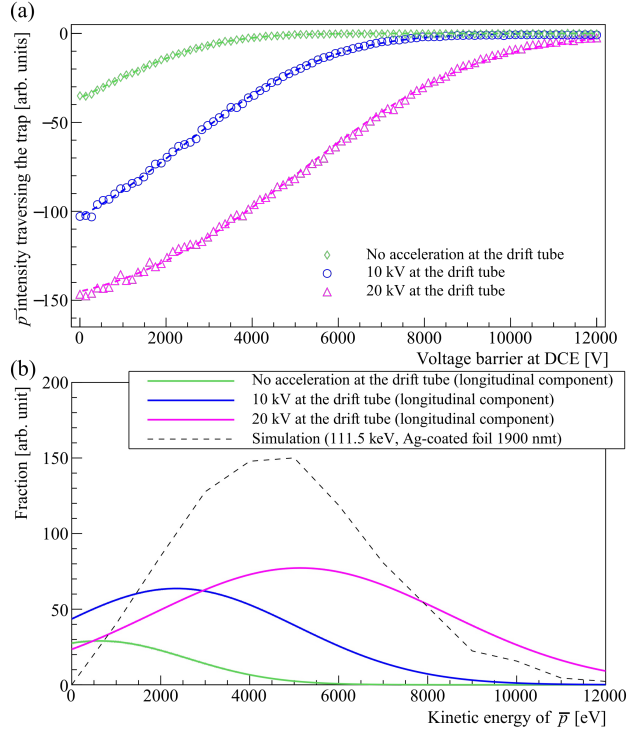 (a)
p̅ intensity traversing the trap [arb. units]
0
−50
−100
−150
No acceleration at the drift tube
10 kV at the drift tube
20 kV at the drift tube
0 2000 4000 6000 8000 10000 12000
Voltage barrier at DCE [V]
(b)
Fraction [arb. unit]
200
150
100
50
0
No acceleration at the drift tube (longitudinal component)
10 kV at the drift tube (longitudinal component)
20 kV at the drift tube (longitudinal component)
Simulation (111.5 keV, Ag-coated foil 1900 nmt)
0 2000 4000 6000 8000 10000 12000
Kinetic energy of p̅ [eV]